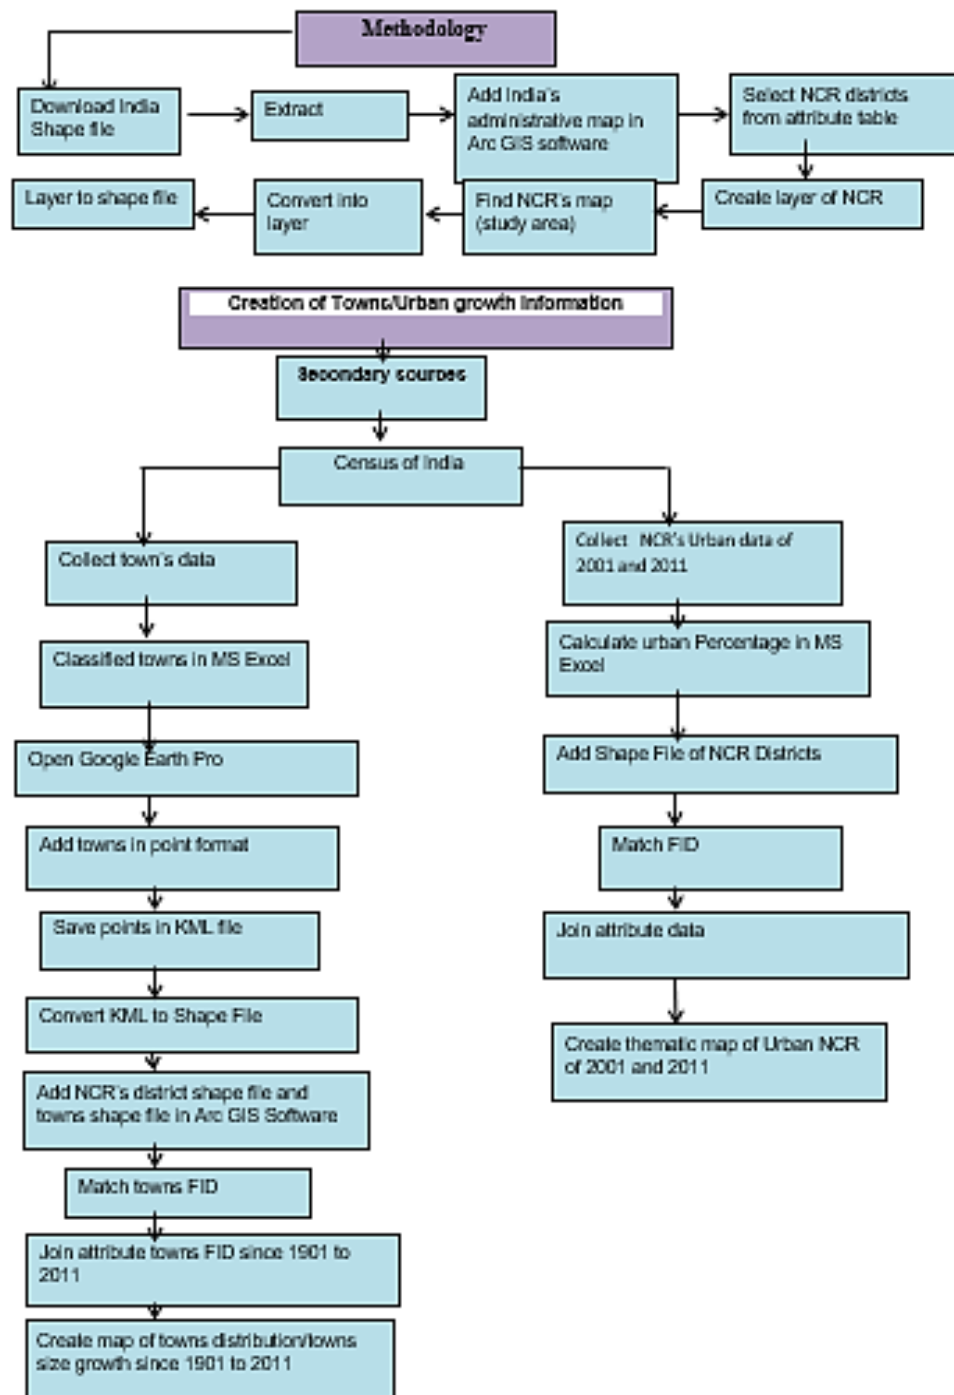 Methodology
Download India
Shape file
Extract
Add India's
administrative map in
Arc GIS software
Select NCR districts
from attribute table
Create layer of NCR
Find NCR's map
(study area)
Convert into
layer
Layer to shape file
Creation of Towns/Urban growth Information
Secondary sources
Census of India
Collect town's data
Classified towns in MS Excel
Open Google Earth Pro
Add towns in point format
Save points in KML file
Convert KML to Shape File
Add NCR's district shape file and
towns shape file in Arc GIS Software
Match towns FID
Join attribute towns FID since 1901 to
2011
Create map of towns distribution/towns
size growth since 1901 to 2011
Collect NCR's Urban data of
2001 and 2011
Calculate urban Percentage in MS
Excel
Add Shape File of NCR Districts
Match FID
Join attribute data
Create thematic map of Urban NCR
of 2001 and 2011